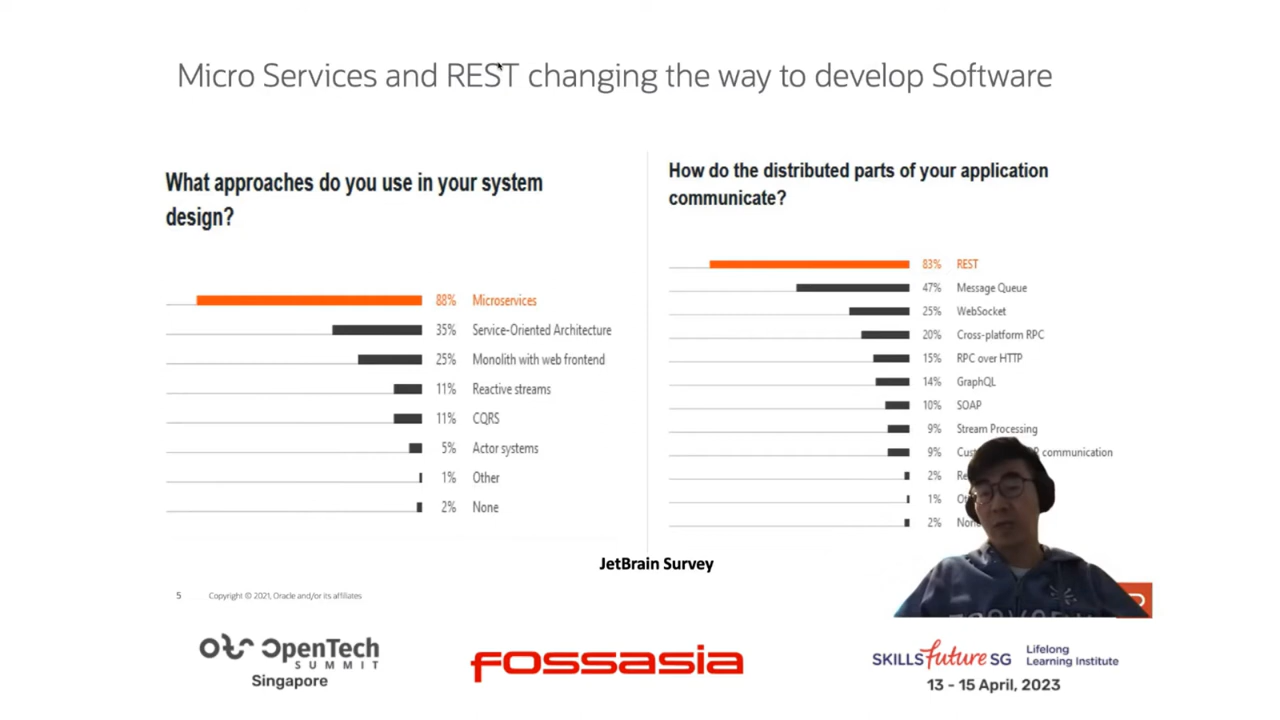 Micro Services and REST changing the way to develop Software
What approaches do you use in your system
design?
88% Microservices
35% Service-Oriented Architecture
25% Monolith with web frontend
11% Reactive streams
11% CQRS
5% Actor systems
1% Other
2% None
How do the distributed parts of your application
communicate?
83% REST
47% Message Queue
25% WebSocket
20% Cross-platform RPC
15% RPC over HTTP
14% GraphQL
10% SOAP
9% Stream Processing
9% communication
2%
1%
2%
JetBrain Survey
5 Copyright © 2021, Oracle and/or its affiliates
OTS OpenTech
SUMMIT
Singapore
FOSSASIA
SKILLS future SG Lifelong
Learning Institute
13 - 15 April, 2023